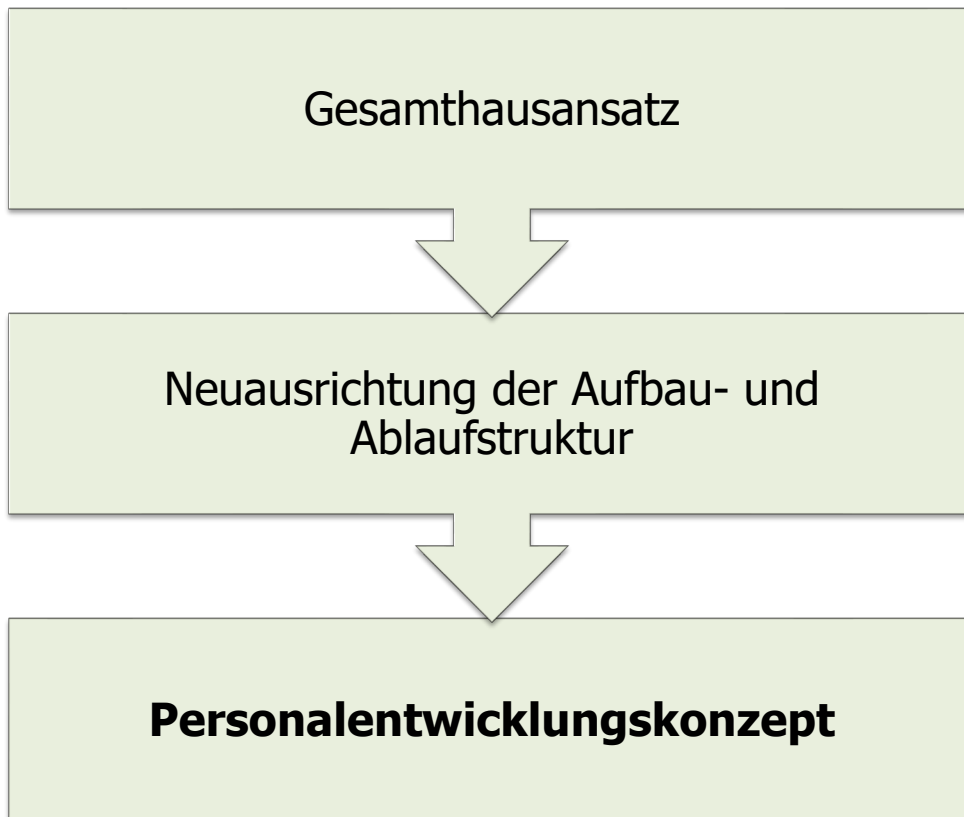 Gesamthausansatz
Neuausrichtung der Aufbau- und
Ablaufstruktur
Personalentwicklungskonzept